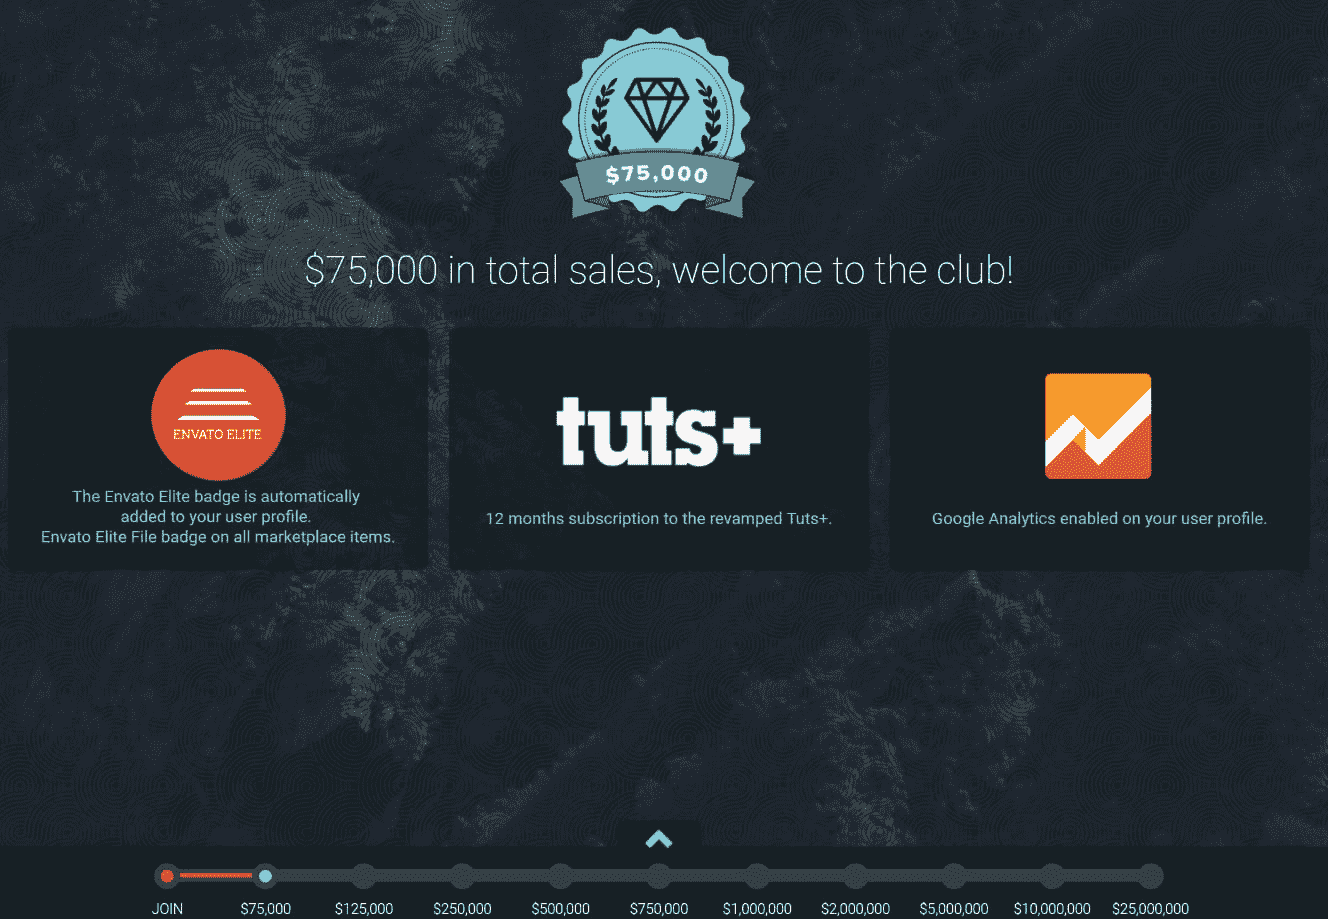 $75,000
$75,000 in total sales, welcome to the club!
ENVATO ELITE
The Envato Elite badge is automatically
added to your user profile.
Envato Elite File badge on all marketplace items.
tuts+
12 months subscription to the revamped Tuts+.
Google Analytics enabled on your user profile.
JOIN $75,000 $125,000 $250,000 $500,000 $750,000 $1,000,000 $2,000,000 $5,000,000 $10,000,000 $25,000,000